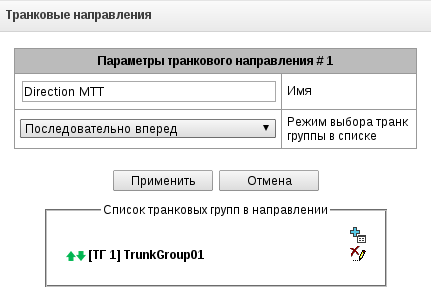 Транковые направления
Параметры транкового направления # 1
Direction MTT
Имя
Последовательно вперед
Режим выбора транк
группы в списке
Применить
Отмена
Список транковых групп в направлении
[ТГ 1] TrunkGroup01